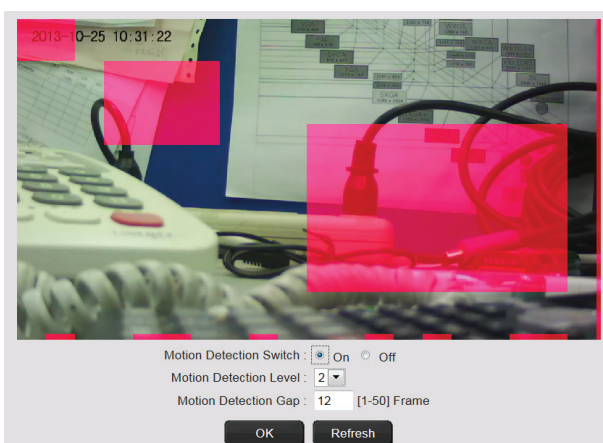 2013-10-25 10:31:22
SXGA
Motion Detection Switch : On Off
Motion Detection Level : 2
Motion Detection Gap : 12 [1-50] Frame
OK Refresh